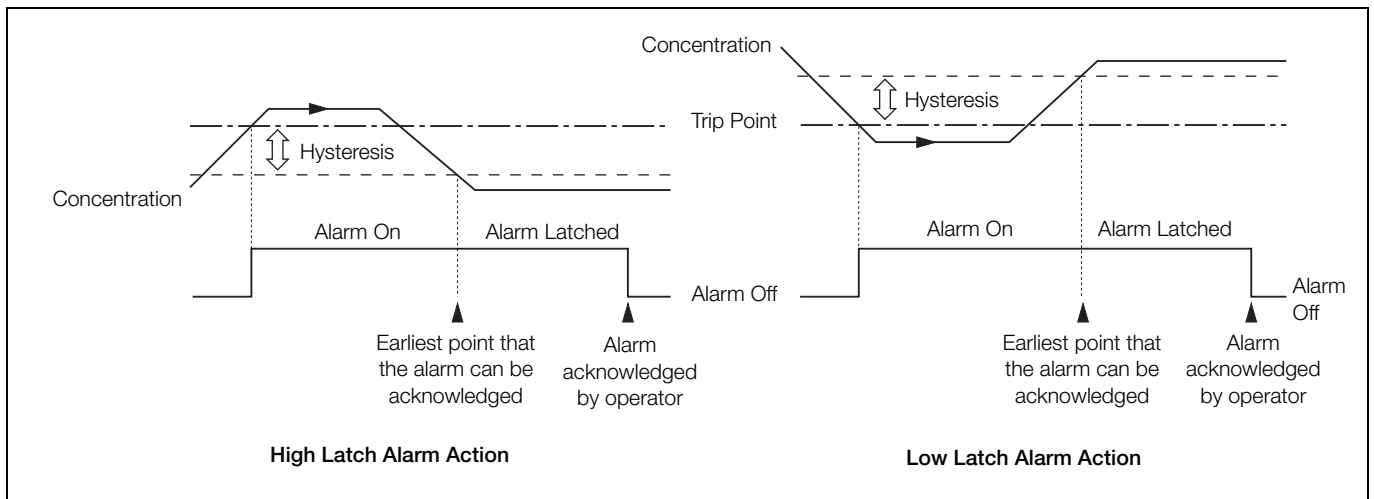 Concentration
Hysteresis
Trip Point
Hysteresis
Concentration
Alarm On
Alarm Latched
Alarm On
Alarm Latched
Alarm Off
Alarm
Off
Earliest point that
the alarm can be
acknowledged
Alarm
acknowledged
by operator
Earliest point that
the alarm can be
acknowledged
Alarm
acknowledged
by operator
High Latch Alarm Action
Low Latch Alarm Action